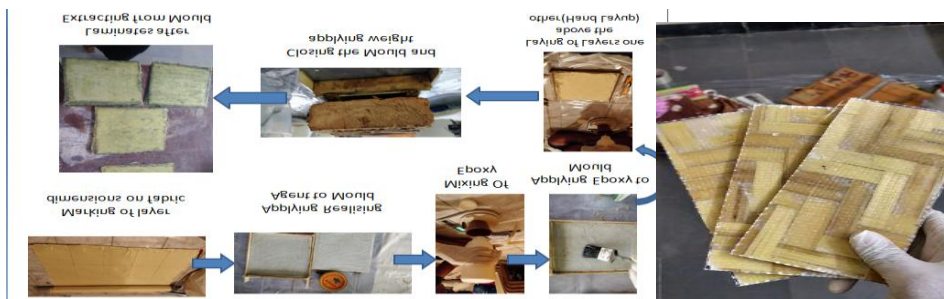 Marking of layer
dimensions on fabric
Applying Realising
Agent to Mould
Mixing Of
Epoxy
Applying Epoxy to
Mould
Laying of Layers one
above the
other(Hand Layup)
Closing the Mould and
applying weight
Laminates after
Extracting from Mould